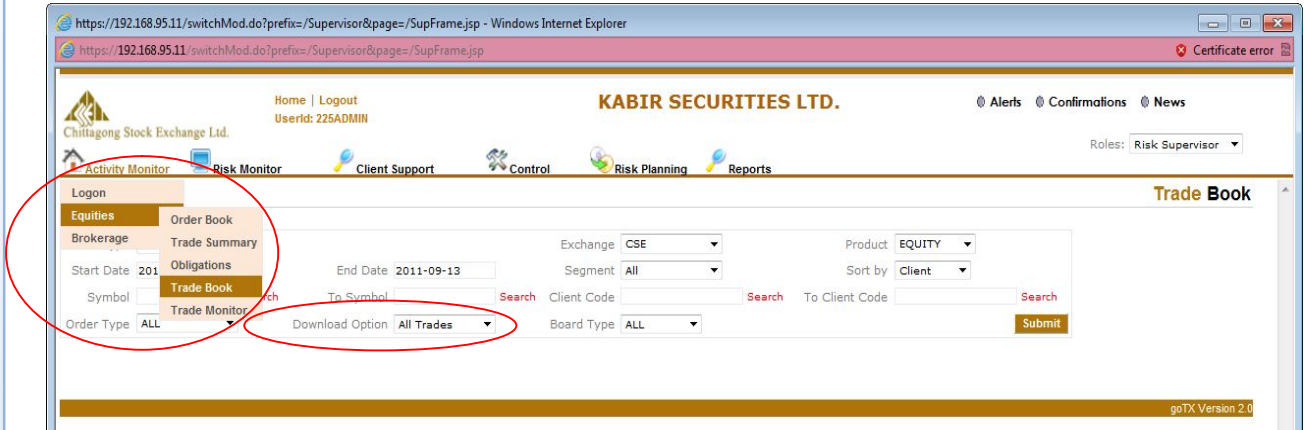 https://192.168.95.11/switchMod.do?prefix=/Supervisor&page=/SupFrame.jsp - Windows Internet Explorer
https://192.168.95.11/switchMod.do?prefix=/Supervisor&page=/SupFrame.jsp Certificate error
Home | Logout KABIR SECURITIES LTD. Alerts Confirmations News
UserId: 225ADMIN
Chittagong Stock Exchange Ltd.
Roles: Risk Supervisor
Activity Monitor Risk Monitor Client Support Control Risk Planning Reports
Logon Trade Book
Equities Order Book
Brokerage Trade Summary Exchange CSE Product EQUITY
Start Date 201 Obligations End Date 2011-09-13 Segment All Sort by Client
Symbol Trade Book rch To Symbol Search Client Code Search To Client Code Search
Order Type ALL Trade Monitor Download Option All Trades Board Type ALL Submit
goTX Version 2.0